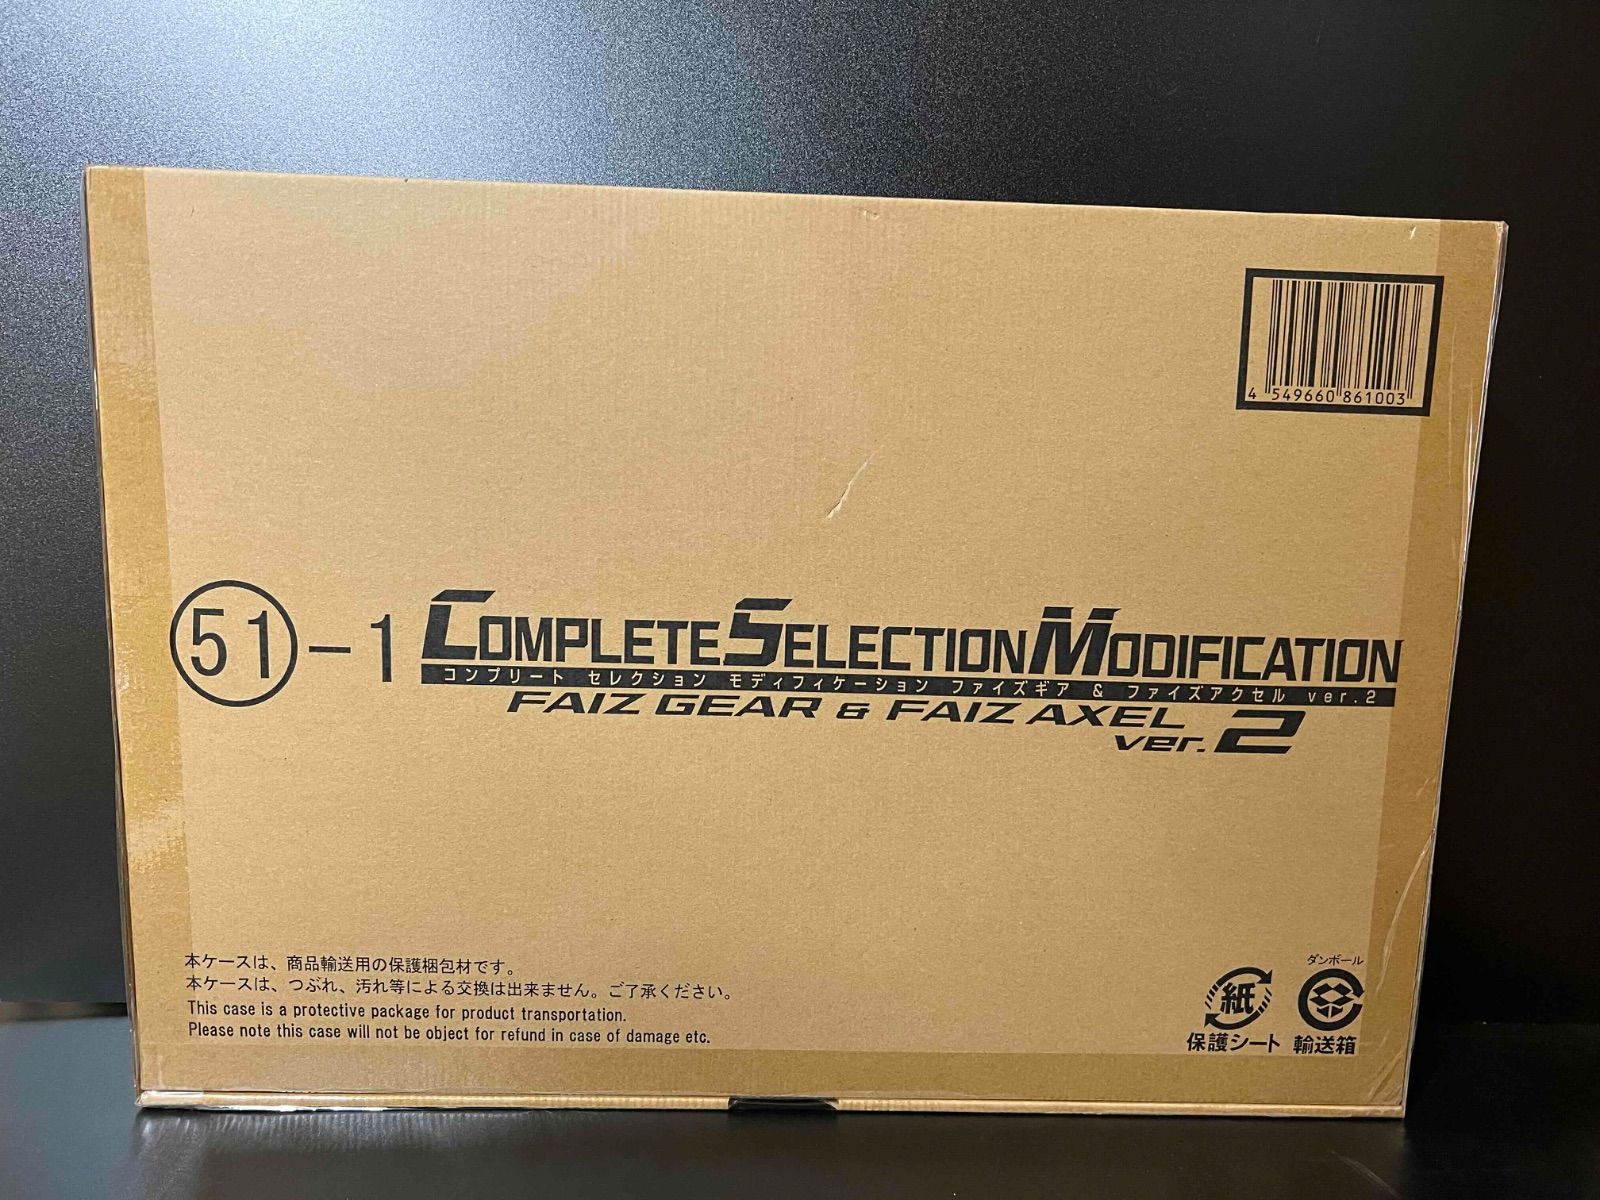 4 549660 861003
51-1 COMPLETE SELECTION MODIFICATION
コンプリート セレクション モディフィケーション ファイズギア & ファイズアクセル ver.2
FAIZ GEAR & FAIZ AXEL
ver.2
本ケースは、商品輸送用の保護梱包材です。
本ケースは、つぶれ、汚れ等による交換は出来ません。ご了承ください。
This case is a protective package for product transportation.
Please note this case will not be object for refund in case of damage etc.
ダンボール
紙
保護シート 輸送箱